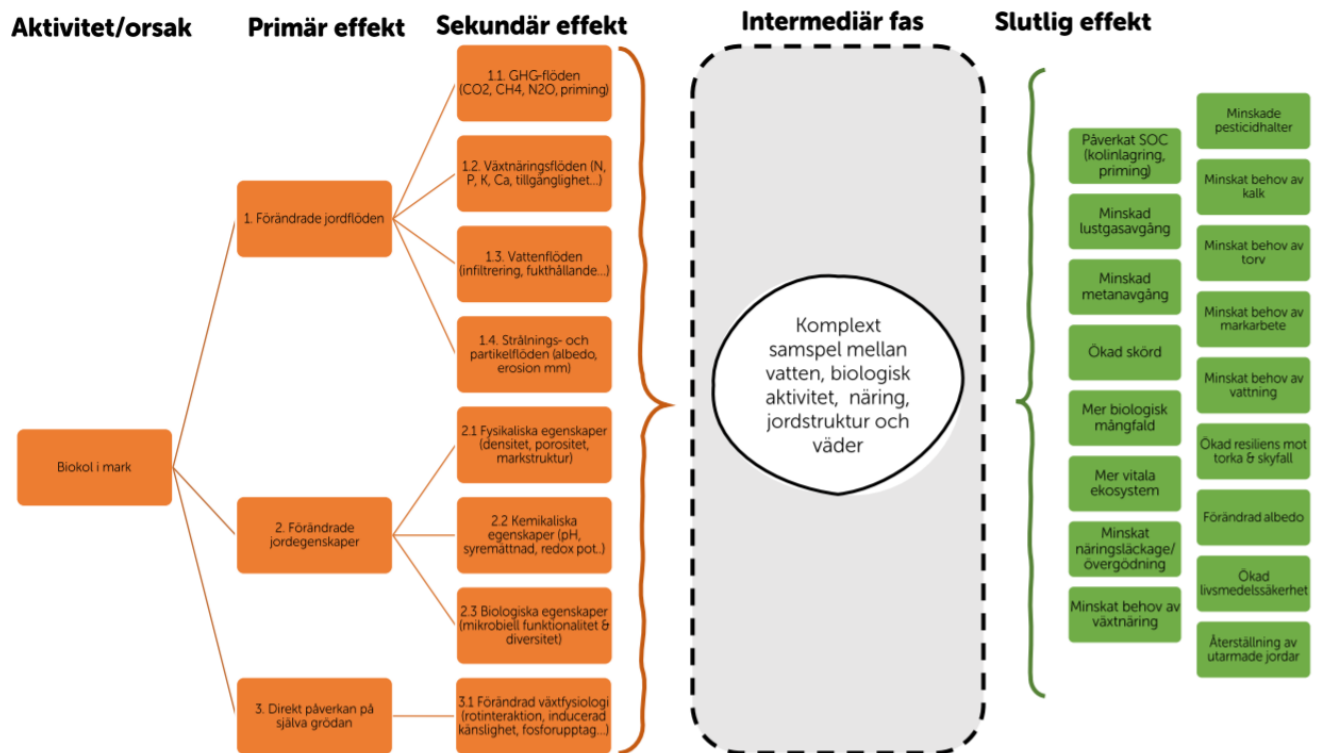 Aktivitet/orsak
Primär effekt
Sekundär effekt
Intermediär fas
Slutlig effekt
Biokol i mark
1. Förändrade jordflöden
2. Förändrade
jordegenskaper
3. Direkt påverkan på
själva grödan
1.1. GHG-flöden
(CO2, CH4, N2O, priming)
1.2. Växtnäringsflöden (N,
P, K, Ca, tillgänglighet...)
1.3. Vattenflöden
(infiltrering, fukthållande...)
1.4. Strålnings- och
partikelflöden (albedo,
erosion mm)
2.1 Fysikaliska egenskaper
(densitet, porositet,
markstruktur)
2.2 Kemikaliska
egenskaper (pH,
syremättnad, redox pot..)
2.3 Biologiska egenskaper
(mikrobiell funktionalitet &
diversitet)
3.1 Förändrad växtfysiologi
(rotinteraktion, inducerad
känslighet, fosforupptag...)
Komplext
samspel mellan
vatten, biologisk
aktivitet, näring,
jordstruktur och
väder
Påverkat SOC
(kolinlagring,
priming)
Minskad
lustgasavgång
Minskad
metanavgång
Ökad skörd
Mer biologisk
mångfald
Mer vitala
ekosystem
Minskat
näringsläckage/
övergödning
Minskat behov av
växtnäring
Minskade
pesticidhalter
Minskat behov av
kalk
Minskat behov av
torv
Minskat behov av
markarbete
Minskat behov av
vattning
Ökad resiliens mot
torka & skyfall
Förändrad albedo
Ökad
livsmedelssäkerhet
Återställning av
utarmade jordar